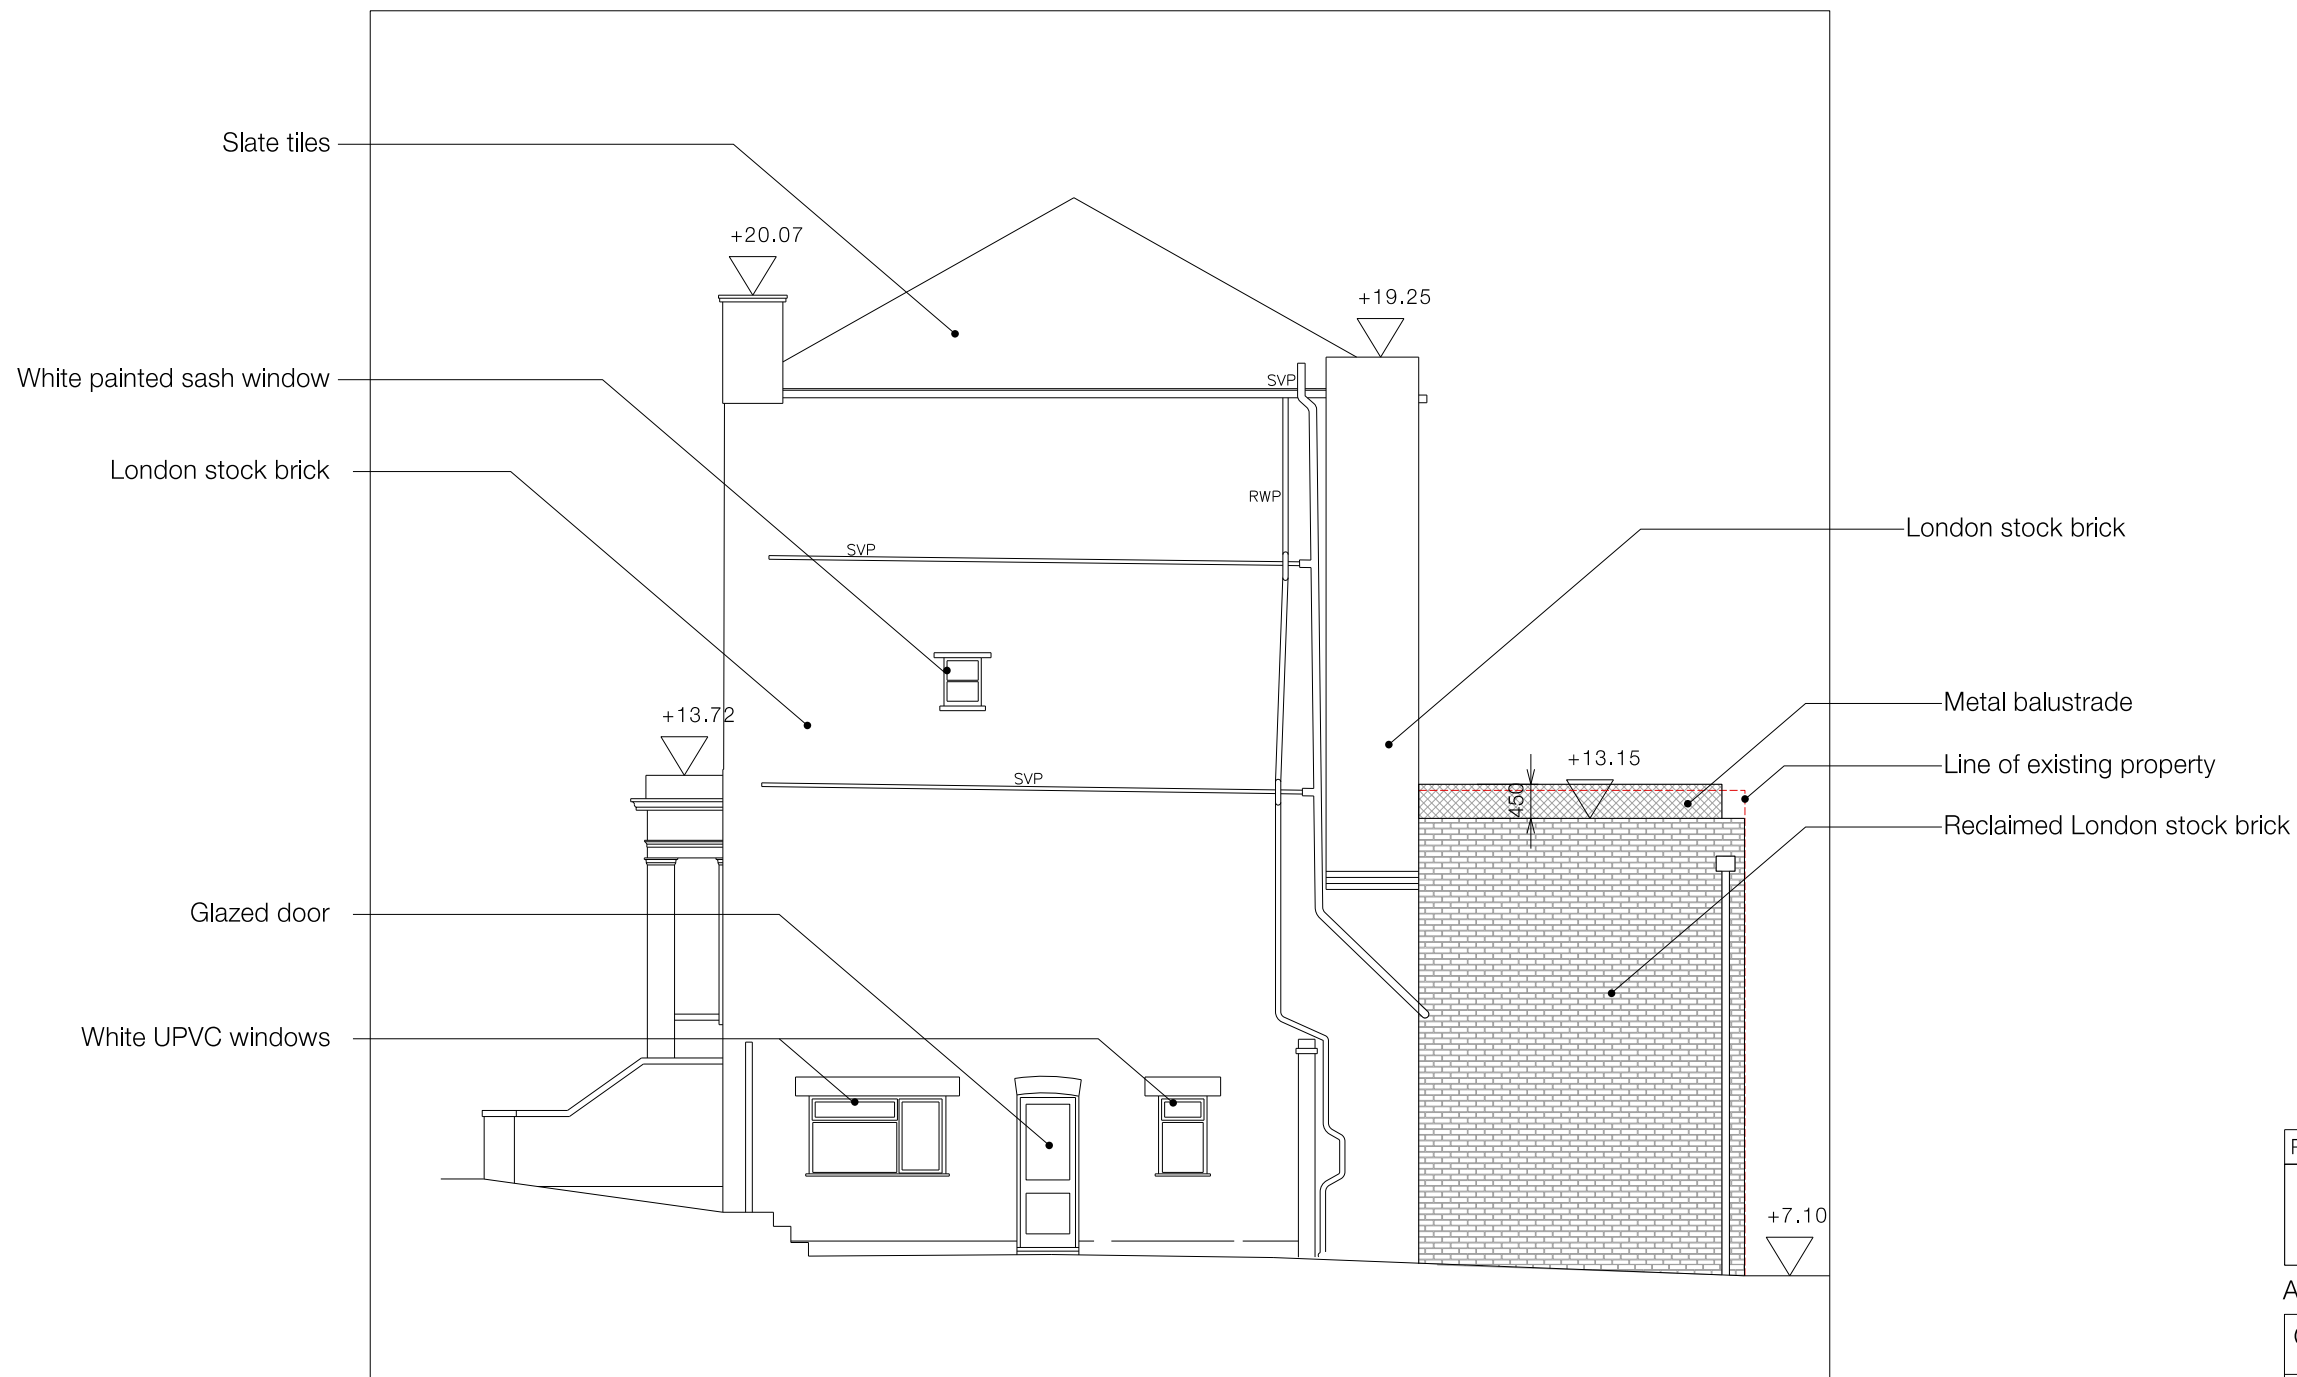 Slate tiles
+20.07
+19.25
White painted sash window
SVP
London stock brick
RWP
London stock brick
SVP
Metal balustrade
+13.72
+13.15
Line of existing property
SVP
450
Reclaimed London stock brick
Glazed door
White UPVC windows
+7.10